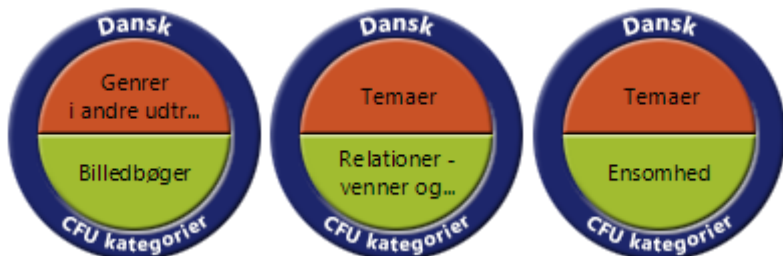 Dansk
Genrer
i andre udtr...
Billedbøger
CFU kategorier
Dansk
Temaer
Relationer -
venner og...
CFU kategorier
Dansk
Temaer
Ensomhed
CFU kategorier